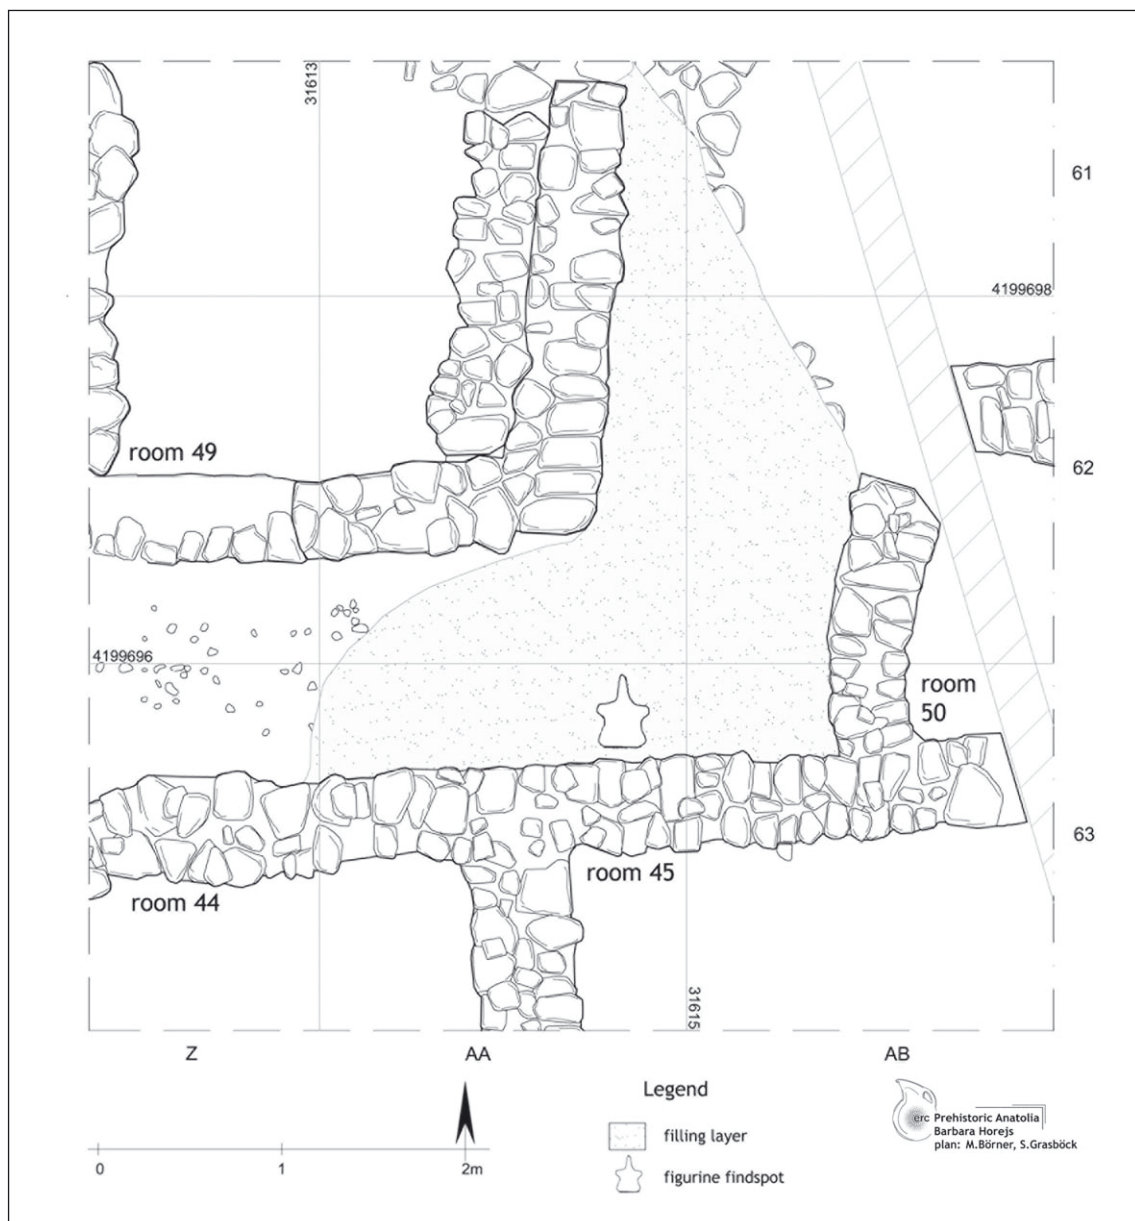 31613
61
4199698
room 49
62
4199696
room
50
63
room 45
room 44
31615
Z
AA
AB
Legend
filling layer
figurine findspot
0
1
2m
erc
Prehistoric Anatolia
Barbara Horejs
plan: M.Börner, S.Grasböck